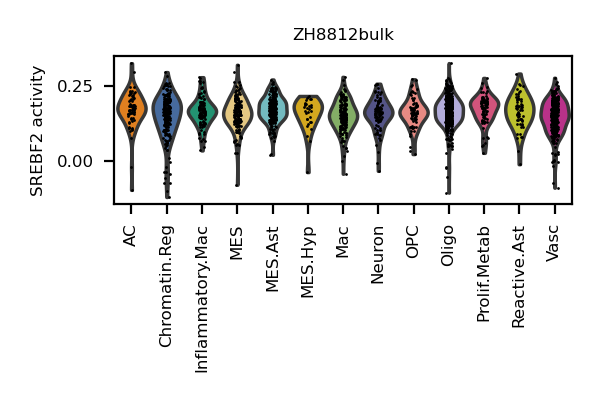 ZH8812bulk
SREBF2 activity
0.25
0.00
AC
Chromatin.Reg
Inflammatory.Mac
MES
MES.Ast
MES.Hyp
Mac
Neuron
OPC
Oligo
Prolif.Metab
Reactive.Ast
Vasc